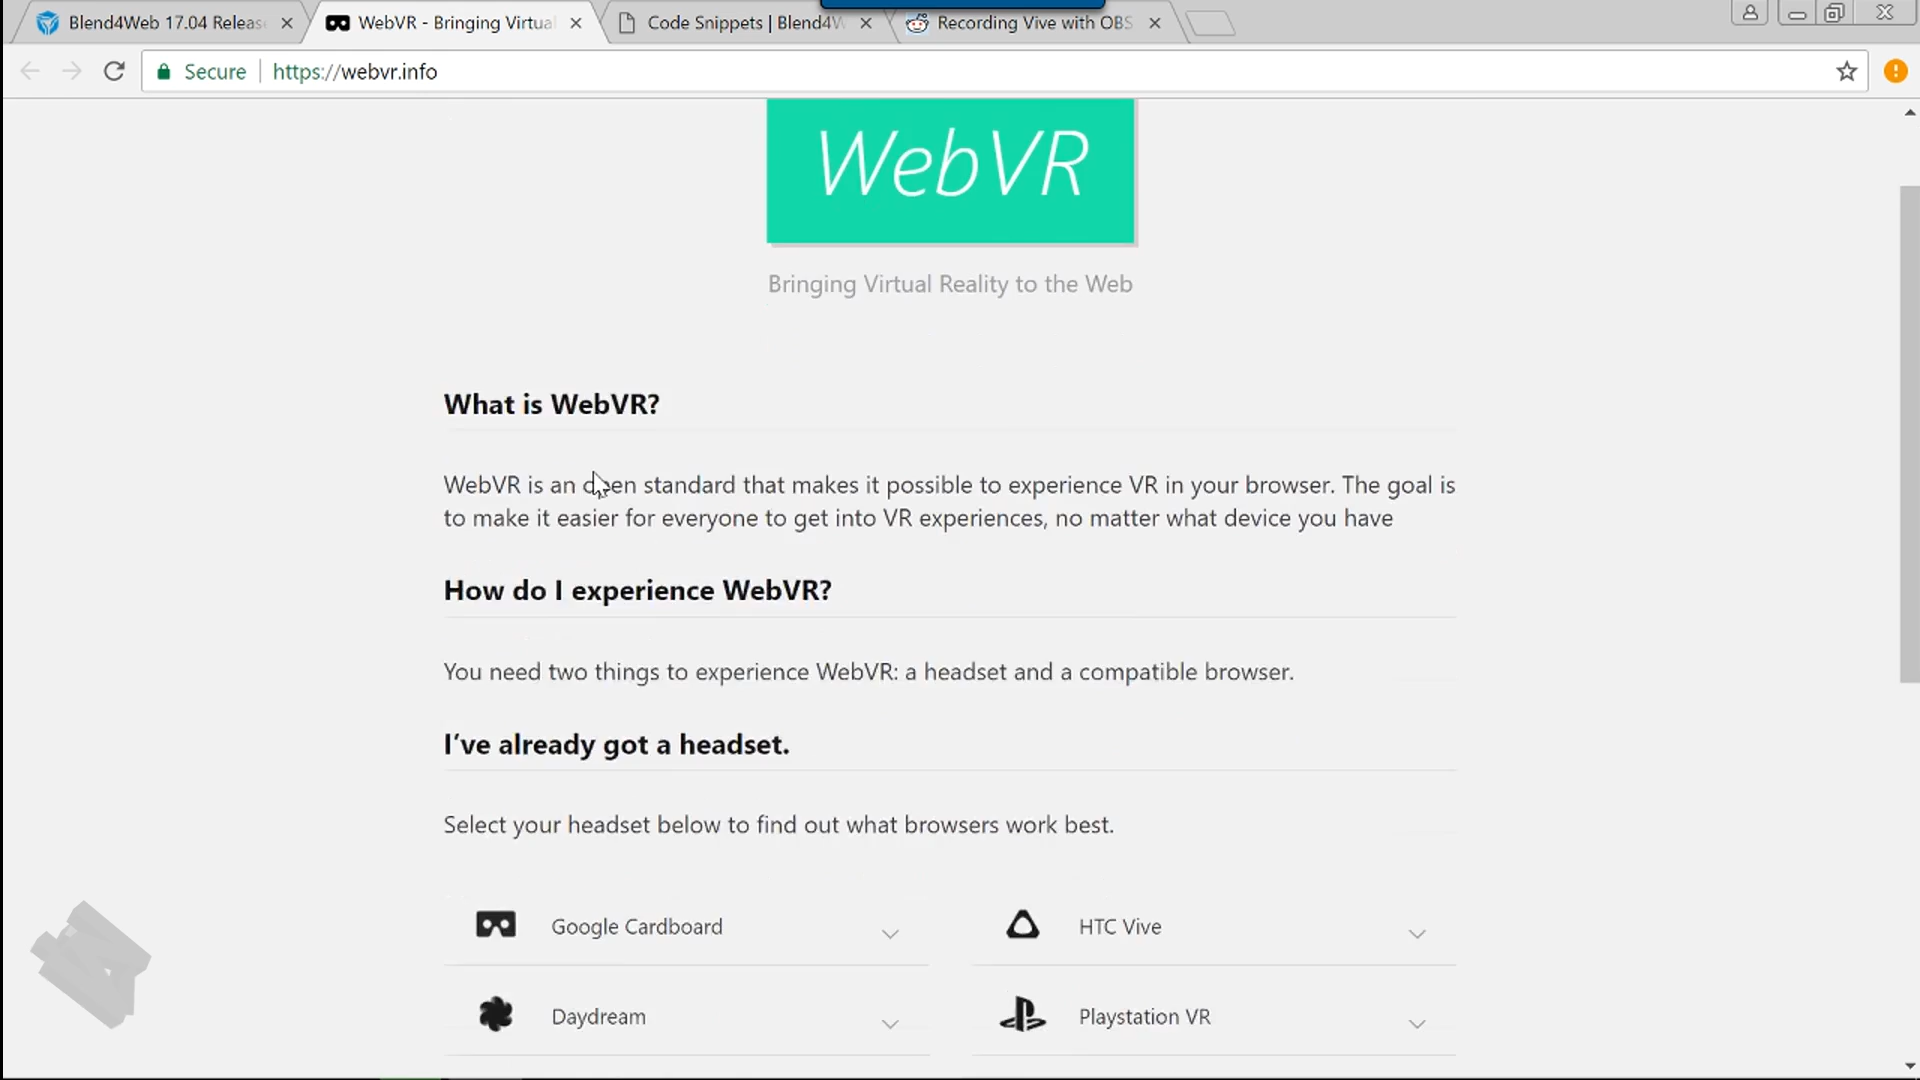 Blend4Web 17.04 Releas
WebVR - Bringing Virtual
Code Snippets | Blend4W
Recording Vive with OBS
Secure
https://webvr.info
WebVR
Bringing Virtual Reality to the Web
What is WebVR?
WebVR is an open standard that makes it possible to experience VR in your browser. The goal is
to make it easier for everyone to get into VR experiences, no matter what device you have
How do I experience WebVR?
You need two things to experience WebVR: a headset and a compatible browser.
I’ve already got a headset.
Select your headset below to find out what browsers work best.
Google Cardboard
HTC Vive
Daydream
Playstation VR